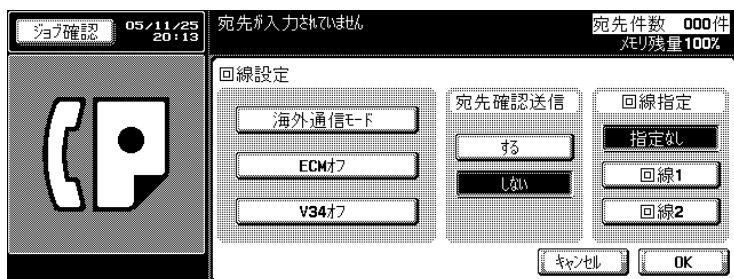 ジョブ確認
05/11/25
20:13
宛先が入力されていません
宛先件数 000件
メモリ残量100%
回線設定
海外通信モード
ECMオフ
V34オフ
宛先確認送信
する
しない
回線指定
指定なし
回線1
回線2
キャンセル
OK